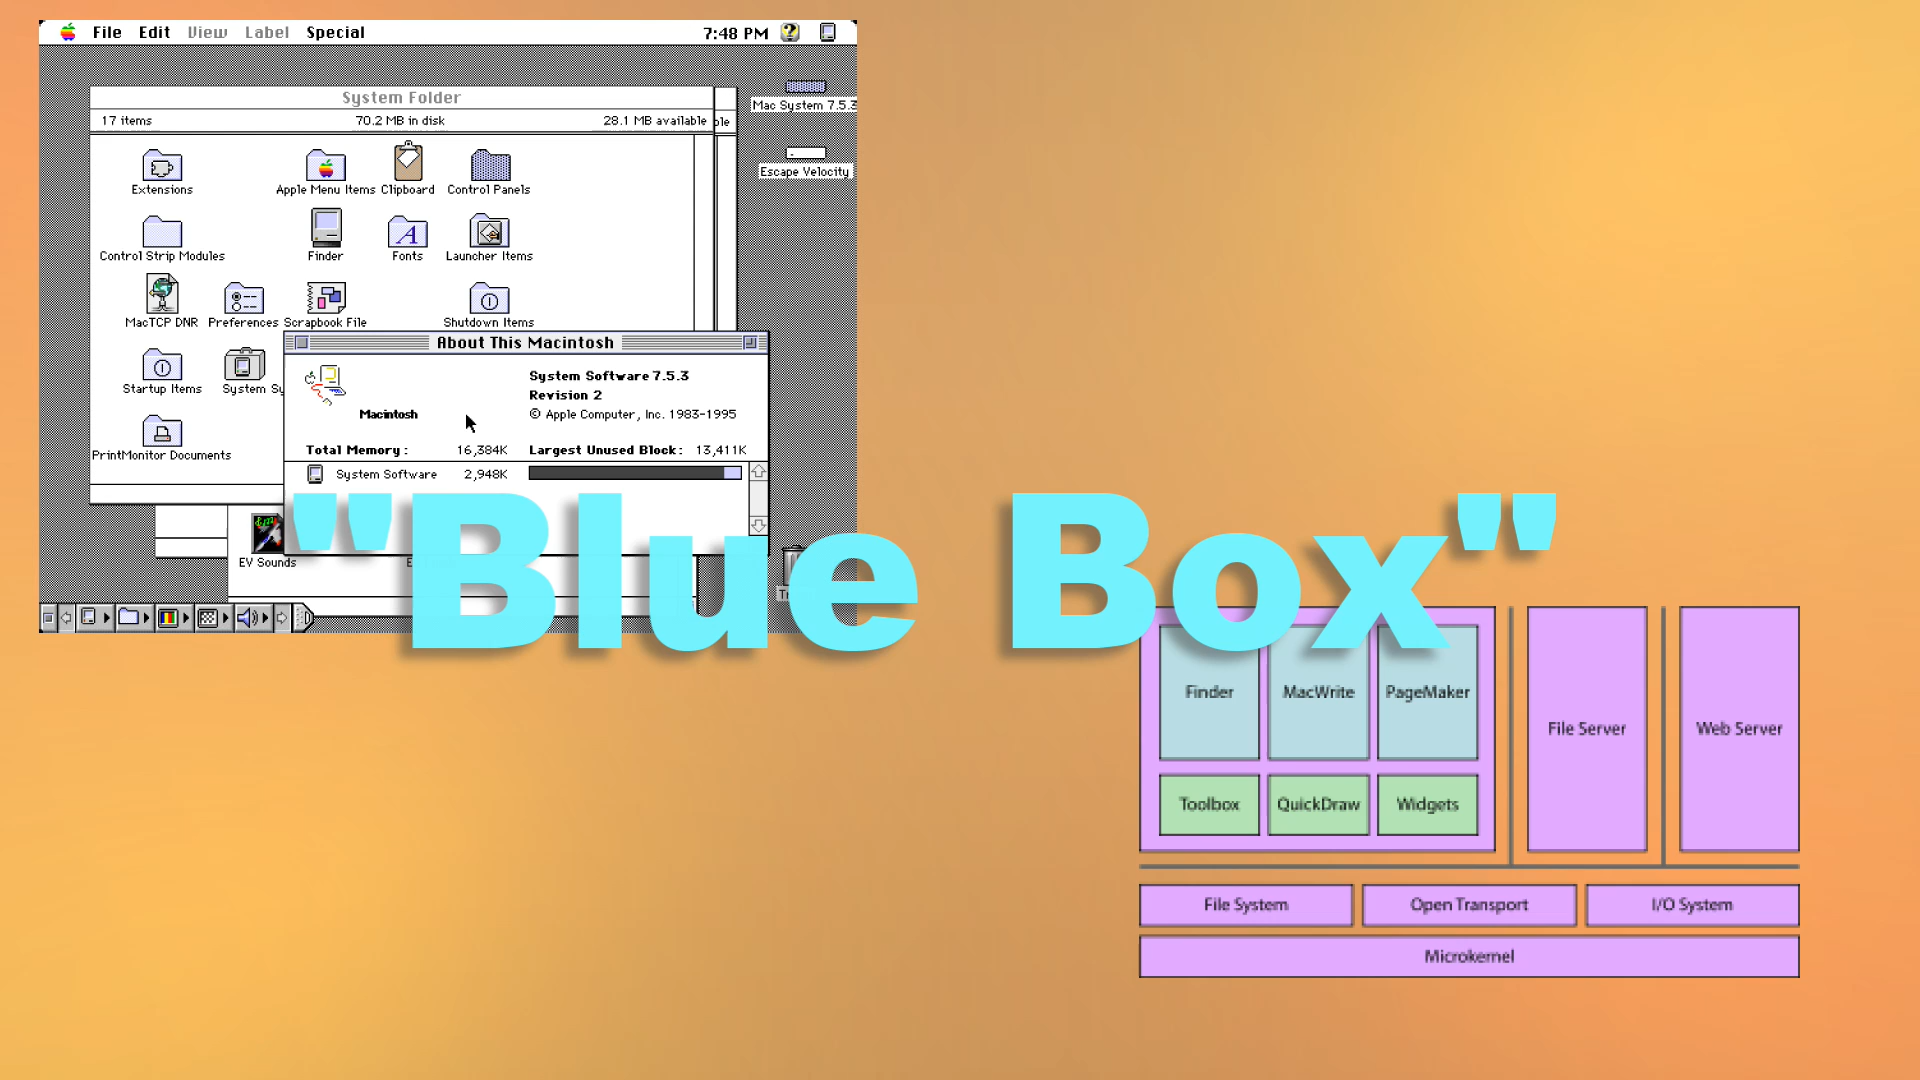 File Edit View Label Special 7:48 PM
System Folder
17 items 70.2 MB in disk 28.1 MB available
Mac System 7.5.3
Escape Velocity
Extensions Apple Menu Items Clipboard Control Panels
Control Strip Modules Finder Fonts Launcher Items
MacTCP DNR Preferences Scrapbook File Shutdown Items
Startup Items System
PrintMonitor Documents
About This Macintosh
System Software 7.5.3
Revision 2
Macintosh © Apple Computer, Inc. 1983-1995
Total Memory : 16,384K Largest Unused Block : 13,411K
System Software 2,948K
EV Sounds
"Blue Box"
Finder MacWrite PageMaker
File Server Web Server
Toolbox QuickDraw Widgets
File System Open Transport I/O System
Microkernel